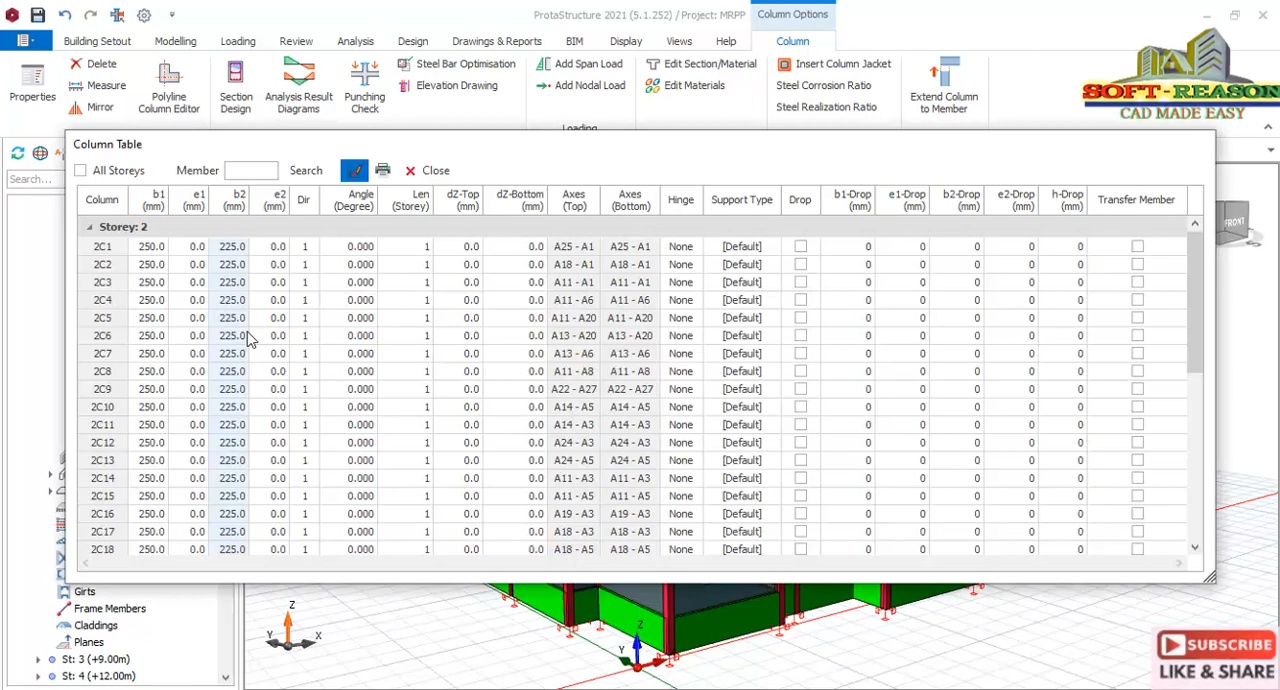 ProtaStructure 2021 (5.1.252) / Project: MRPP
Column Options
Building Setout Modelling Loading Review Analysis Design Drawings & Reports BIM Display Views Help Column
Properties
Delete
Measure
Mirror
Polyline
Column Editor
Section
Design
Analysis Result
Diagrams
Punching
Check
Steel Bar Optimisation
Elevation Drawing
Add Span Load
Add Nodal Load
Loading
Edit Section/Material
Edit Materials
Insert Column Jacket
Steel Corrosion Ratio
Steel Realization Ratio
Extend Column
to Member
SOFT-REASON
CAD MADE EASY
Search...
Column Table
All Storeys Member Search Close
Column b1 (mm) e1 (mm) b2 (mm) e2 (mm) Dir Angle (Degree) Len (Storey) dZ-Top (mm) dZ-Bottom (mm) Axes (Top) Axes (Bottom) Hinge Support Type Drop b1-Drop (mm) e1-Drop (mm) b2-Drop (mm) e2-Drop (mm) h-Drop (mm) Transfer Member
Storey: 2
2C1 250.0 0.0 225.0 0.0 1 0.000 1 0.0 0.0 A25 - A1 A25 - A1 None [Default] 0 0 0 0 0
2C2 250.0 0.0 225.0 0.0 1 0.000 1 0.0 0.0 A18 - A1 A18 - A1 None [Default] 0 0 0 0 0
2C3 250.0 0.0 225.0 0.0 1 0.000 1 0.0 0.0 A11 - A1 A11 - A1 None [Default] 0 0 0 0 0
2C4 250.0 0.0 225.0 0.0 1 0.000 1 0.0 0.0 A11 - A6 A11 - A6 None [Default] 0 0 0 0 0
2C5 250.0 0.0 225.0 0.0 1 0.000 1 0.0 0.0 A11 - A20 A11 - A20 None [Default] 0 0 0 0 0
2C6 250.0 0.0 225.0 0.0 1 0.000 1 0.0 0.0 A13 - A20 A13 - A20 None [Default] 0 0 0 0 0
2C7 250.0 0.0 225.0 0.0 1 0.000 1 0.0 0.0 A13 - A6 A13 - A6 None [Default] 0 0 0 0 0
2C8 250.0 0.0 225.0 0.0 1 0.000 1 0.0 0.0 A11 - A8 A11 - A8 None [Default] 0 0 0 0 0
2C9 250.0 0.0 225.0 0.0 1 0.000 1 0.0 0.0 A22 - A27 A22 - A27 None [Default] 0 0 0 0 0
2C10 250.0 0.0 225.0 0.0 1 0.000 1 0.0 0.0 A14 - A5 A14 - A5 None [Default] 0 0 0 0 0
2C11 250.0 0.0 225.0 0.0 1 0.000 1 0.0 0.0 A14 - A3 A14 - A3 None [Default] 0 0 0 0 0
2C12 250.0 0.0 225.0 0.0 1 0.000 1 0.0 0.0 A24 - A3 A24 - A3 None [Default] 0 0 0 0 0
2C13 250.0 0.0 225.0 0.0 1 0.000 1 0.0 0.0 A24 - A5 A24 - A5 None [Default] 0 0 0 0 0
2C14 250.0 0.0 225.0 0.0 1 0.000 1 0.0 0.0 A11 - A3 A11 - A3 None [Default] 0 0 0 0 0
2C15 250.0 0.0 225.0 0.0 1 0.000 1 0.0 0.0 A11 - A5 A11 - A5 None [Default] 0 0 0 0 0
2C16 250.0 0.0 225.0 0.0 1 0.000 1 0.0 0.0 A19 - A3 A19 - A3 None [Default] 0 0 0 0 0
2C17 250.0 0.0 225.0 0.0 1 0.000 1 0.0 0.0 A18 - A3 A18 - A3 None [Default] 0 0 0 0 0
2C18 250.0 0.0 225.0 0.0 1 0.000 1 0.0 0.0 A18 - A5 A18 - A5 None [Default] 0 0 0 0 0
FRONT
Girts
Frame Members
Claddings
Planes
St: 3 (+9.00m)
St: 4 (+12.00m)
Z
Y X
Z
Y
SUBSCRIBE
LIKE & SHARE